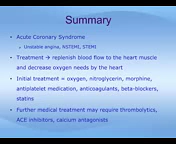 Summary
• Acute Coronary Syndrome
• Unstable angina, NSTEMI, STEMI
• Treatment → replenish blood flow to the heart muscle
and decrease oxygen needs by the heart
• Initial treatment = oxygen, nitroglycerin, morphine,
antiplatelet medication, anticoagulants, beta-blockers,
statins
• Further medical treatment may require thrombolytics,
ACE inhibitors, calcium antagonists